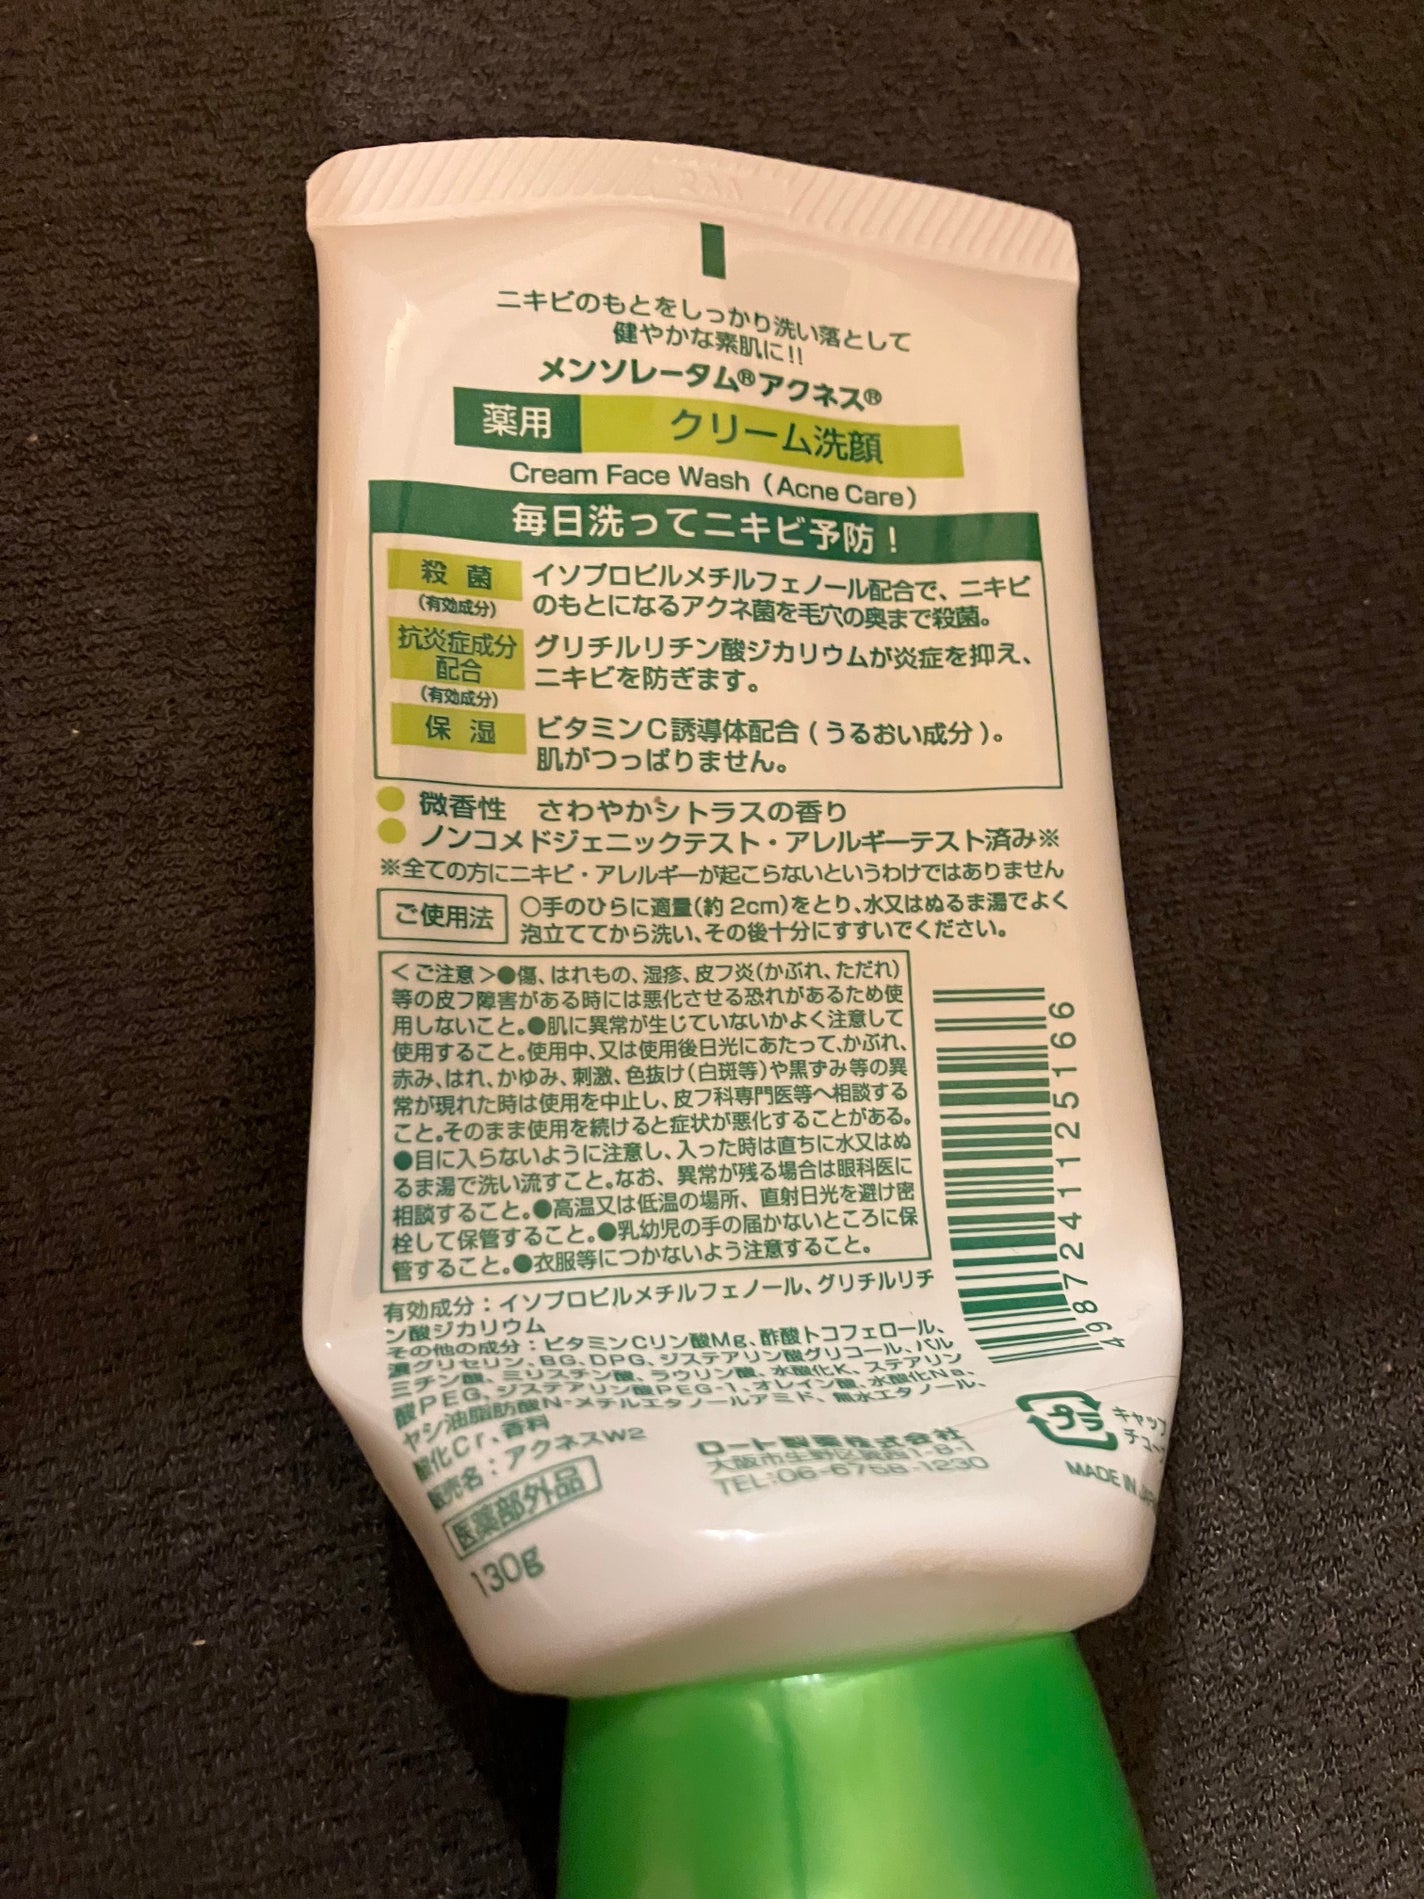 ニキビのもとをしっかり洗い落として
健やかな素肌に!!
メンソレータム®アクネス®
薬用 クリーム洗顔
Cream Face Wash (Acne Care)
毎日洗ってニキビ予防!
殺菌 イソプロピルメチルフェノール配合で、ニキビ
(有効成分) のもとになるアクネ菌を毛穴の奥まで殺菌。
抗炎症成分 グリチルリチン酸ジカリウムが炎症を抑え、
配合 ニキビを防ぎます。
(有効成分)
保湿 ビタミンC誘導体配合(うるおい成分)。
肌がつっぱりません。
●微香性 さわやかシトラスの香り
●ノンコメドジェニックテスト・アレルギーテスト済み※
※全ての方にニキビ・アレルギーが起こらないというわけではありません
ご使用法 ○手のひらに適量(約2cm)をとり、水又はぬるま湯でよく
泡立ててから洗い、その後十分にすすいでください。
<ご注意>●傷、はれもの、湿疹、皮フ炎(かぶれ、ただれ)
等の皮フ障害がある時には悪化させる恐れがあるため使
用しないこと。●肌に異常が生じていないかよく注意して
使用すること。使用中、又は使用後日光にあたって、かぶれ、
赤み、はれ、かゆみ、刺激、色抜け(白斑等)や黒ずみ等の異
常が現れた時は使用を中止し、皮フ科専門医等へ相談する
こと。そのまま使用を続けると症状が悪化することがある。
●目に入らないように注意し、入った時は直ちに水又はぬ
るま湯で洗い流すこと。なお、異常が残る場合は眼科医に
相談すること。●高温又は低温の場所、直射日光を避け密
栓して保管すること。●乳幼児の手の届かないところに保
管すること。●衣服等につかないよう注意すること。
4987241125166
有効成分：イソプロピルメチルフェノール、グリチルリチ
ン酸ジカリウム
その他の成分：ビタミンCリン酸Mg、酢酸トコフェロール、
濃グリセリン、BG、DPG、ジステアリン酸グリコール、パル
ミチン酸、ミリスチン酸、ラウリン酸、水酸化K、ステアリン
酸PEG、ジステアリン酸PEG-1、オレイン酸、水酸化Na、
ヤシ油脂肪酸N-メチルエタノールアミド、無水エタノール、
酸化Cr、香料
販売名：アクネスW2
医薬部外品
130g
ロート製薬株式会社
大阪市生野区巽西1-8-1
TEL:06-6758-1230
プラ
キャップ
MADE IN